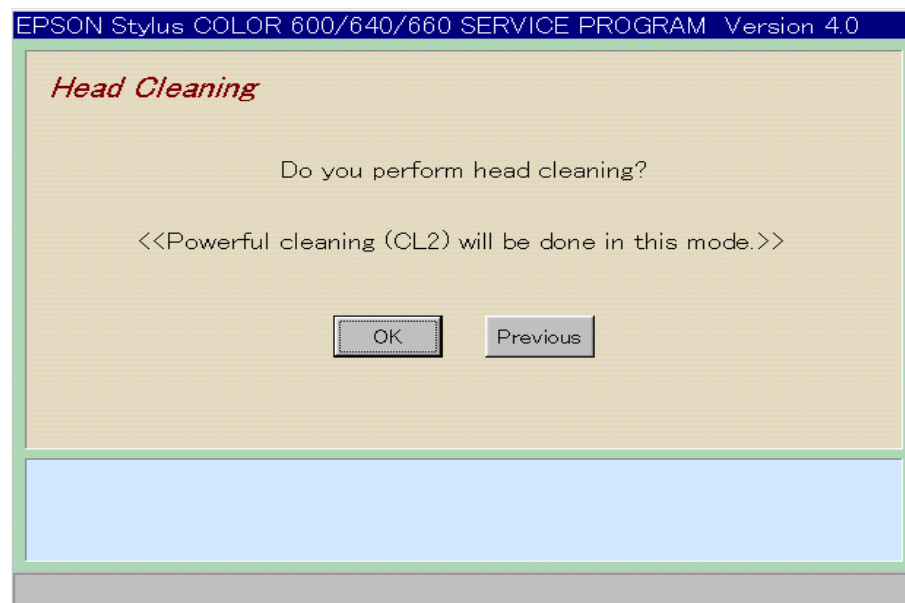 EPSON Stylus COLOR 600/640/660 SERVICE PROGRAM Version 4.0
Head Cleaning
Do you perform head cleaning?
<<Powerful cleaning (CL2) will be done in this mode.>>
OK
Previous